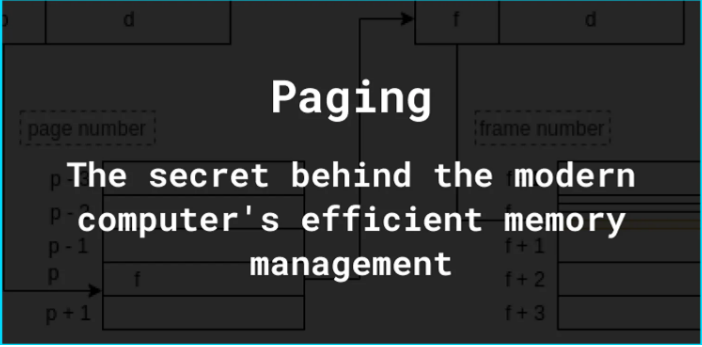 p d
f d
Paging
page number
frame number
The secret behind the modern
computer's efficient memory
management
p - 3
p - 2
p - 1
p
f
p + 1
f
f + 1
f + 2
f + 3